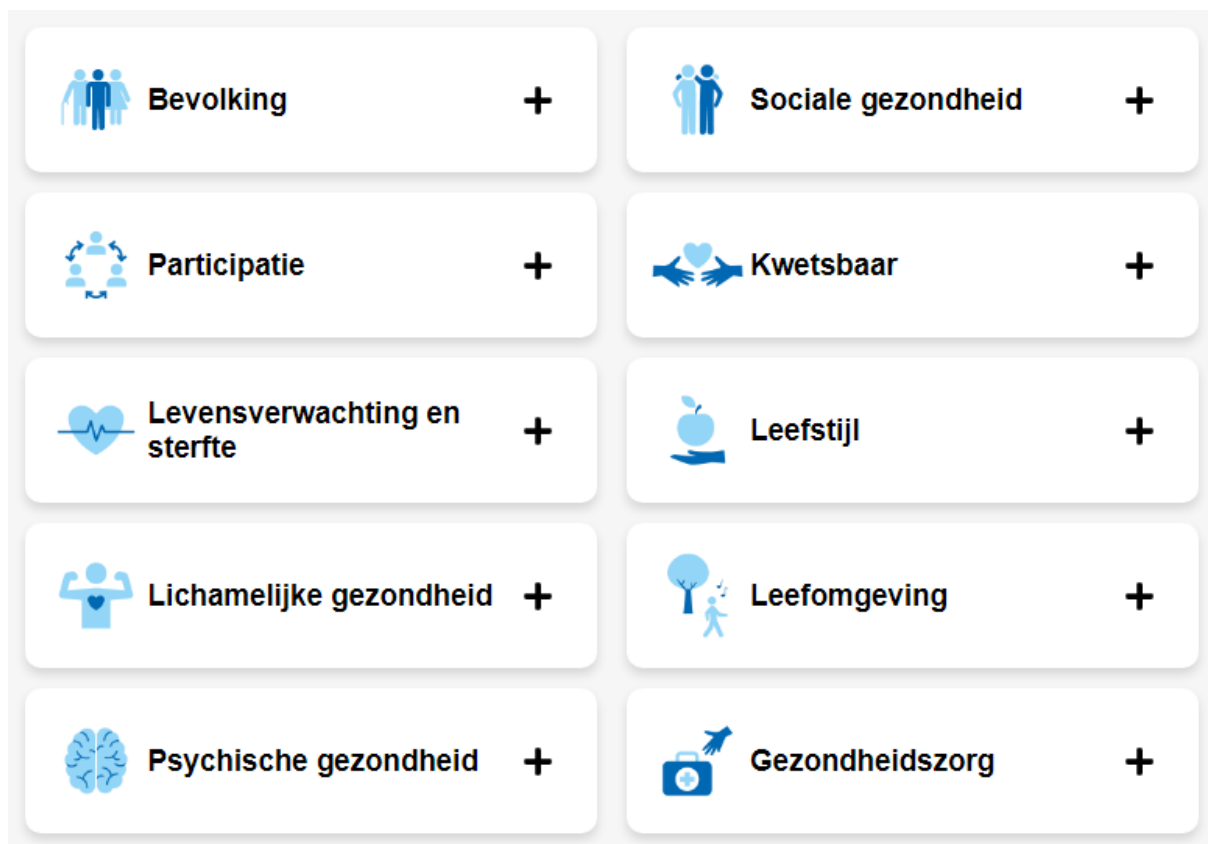 Bevolking
Sociale gezondheid
Participatie
Kwetsbaar
Levensverwachting en
sterfte
Leefstijl
Lichamelijke gezondheid
Leefomgeving
Psychische gezondheid
Gezondheidszorg